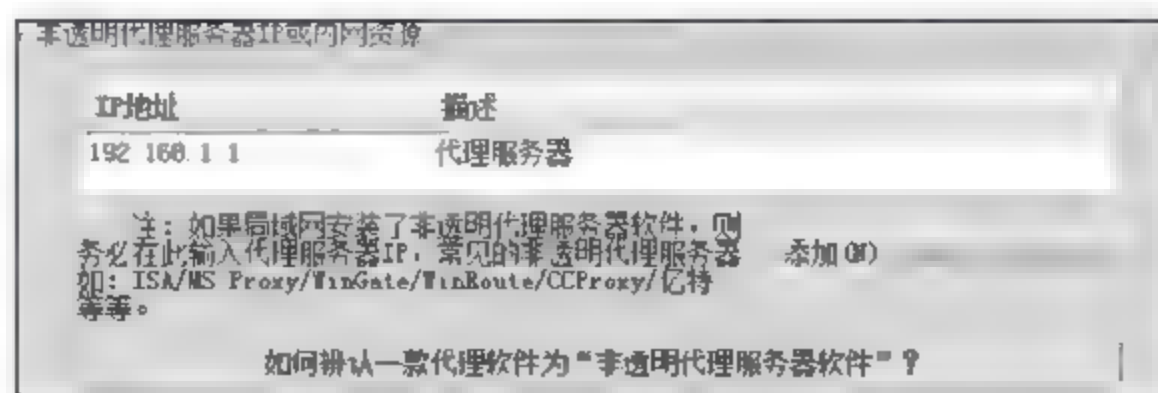 非透明代理服务器IP或内网资源
IP地址 描述
192.168.1.1 代理服务器
注：如果局域网安装了非透明代理服务器软件，则
务必在此输入代理服务器IP，常见的非透明代理服务器 添加(N)
如：ISA/MS Proxy/WinGate/WinRoute/CCProxy/亿特
等等。
如何辨认一款代理软件为“非透明代理服务器软件”？